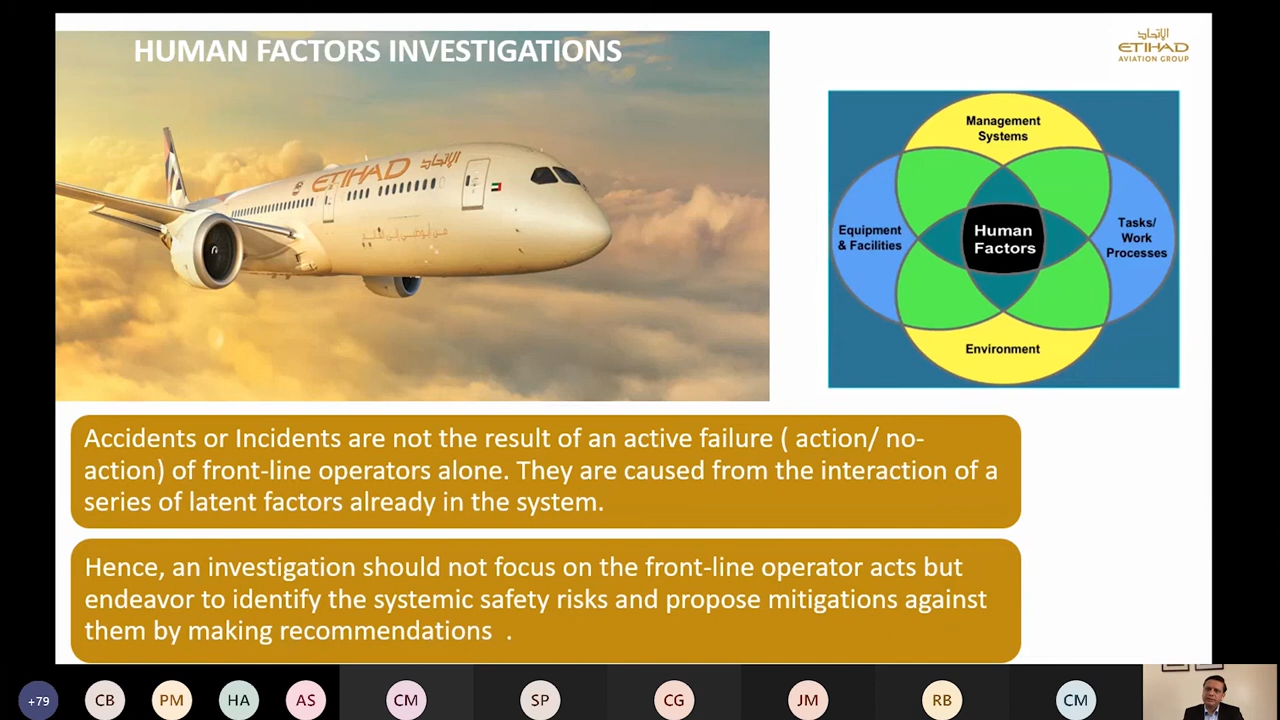 HUMAN FACTORS INVESTIGATIONS
الإتحاد
ETIHAD
AVIATION GROUP
ETIHAD الإتحاد
Management
Systems
Equipment
& Facilities
Human
Factors
Tasks/
Work
Processes
Environment
Accidents or Incidents are not the result of an active failure ( action/ no-
action) of front-line operators alone. They are caused from the interaction of a
series of latent factors already in the system.
Hence, an investigation should not focus on the front-line operator acts but
endeavor to identify the systemic safety risks and propose mitigations against
them by making recommendations  .
+79
CB
PM
HA
AS
CM
SP
CG
JM
RB
CM